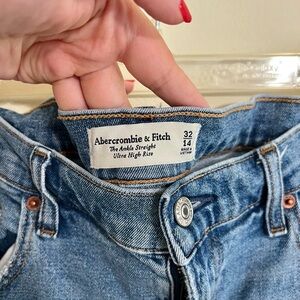 Abercrombie & Fitch
The Ankle Straight
Ultra High Rise
32
14